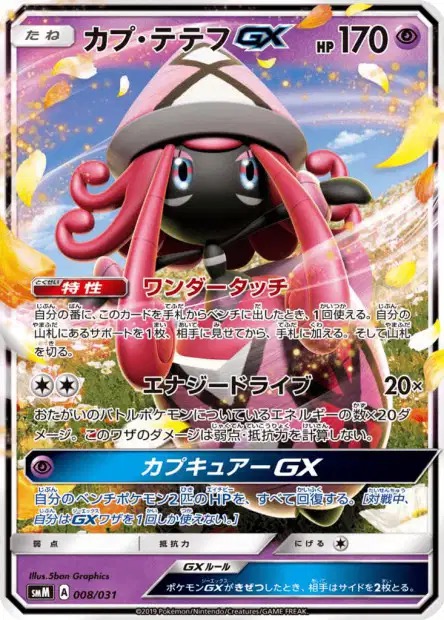 たね カプ・テテフGX HP 170
特性 ワンダータッチ
自分の番に、このカードを手札からベンチに出したとき、1回使える。自分の
山札にあるサポートを1枚、相手に見せてから、手札に加える。そして山札
を切る。
エナジードライブ 20×
おたがいのバトルポケモンについているエネルギーの数×20ダ
メージ。このワザのダメージは弱点・抵抗力を計算しない。
カプキュアーGX
自分のベンチポケモン2匹のHPを、すべて回復する。[対戦中、
自分はGXワザを1回しか使えない。]
弱点 抵抗力 にげる
Illus.5ban Graphics
GXルール
ポケモンGXがきぜつしたとき、相手はサイドを2枚とる。
SMM A 008/031
©2019 Pokémon/Nintendo/Creatures/GAME FREAK.